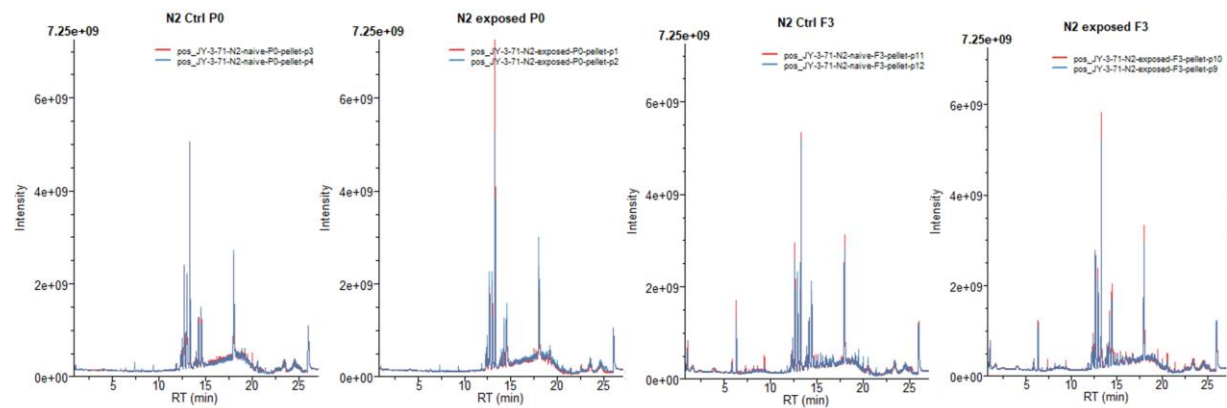 N2 Ctrl P0
7.25e+09
pos_JY-3-71-N2-naive-P0-pellet-p3
pos_JY-3-71-N2-naive-P0-pellet-p4
6e+09
4e+09
2e+09
0e+00
Intensity
5 10 15 20 25
RT (min)
N2 exposed P0
7.25e+09
pos_JY-3-71-N2-exposed-P0-pellet-p1
pos_JY-3-71-N2-exposed-P0-pellet-p2
6e+09
4e+09
2e+09
0e+00
Intensity
5 10 15 20 25
RT (min)
N2 Ctrl F3
7.25e+09
pos_JY-3-71-N2-naive-F3-pellet-p11
pos_JY-3-71-N2-naive-F3-pellet-p12
6e+09
4e+09
2e+09
0e+00
Intensity
5 10 15 20 25
RT (min)
N2 exposed F3
7.25e+09
pos_JY-3-71-N2-exposed-F3-pellet-p10
pos_JY-3-71-N2-exposed-F3-pellet-p9
6e+09
4e+09
2e+09
0e+00
Intensity
5 10 15 20 25
RT (min)